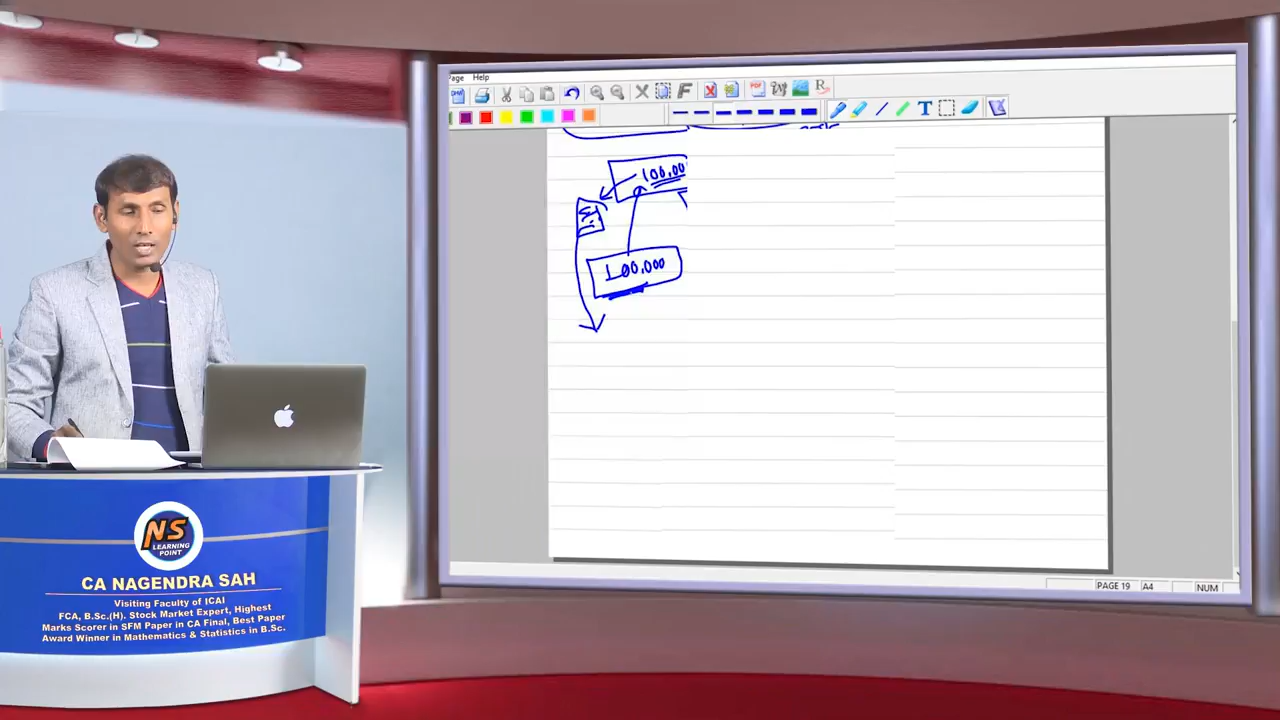 Page Help
F
T
100,00
100,000
NS
LEARNING
POINT
CA NAGENDRA SAH
Visiting Faculty of ICAI
FCA, B.Sc.(H). Stock Market Expert, Highest
Marks Scorer in SFM Paper in CA Final, Best Paper
Award Winner in Mathematics & Statistics in B.Sc.
PAGE 19 A4 NUM